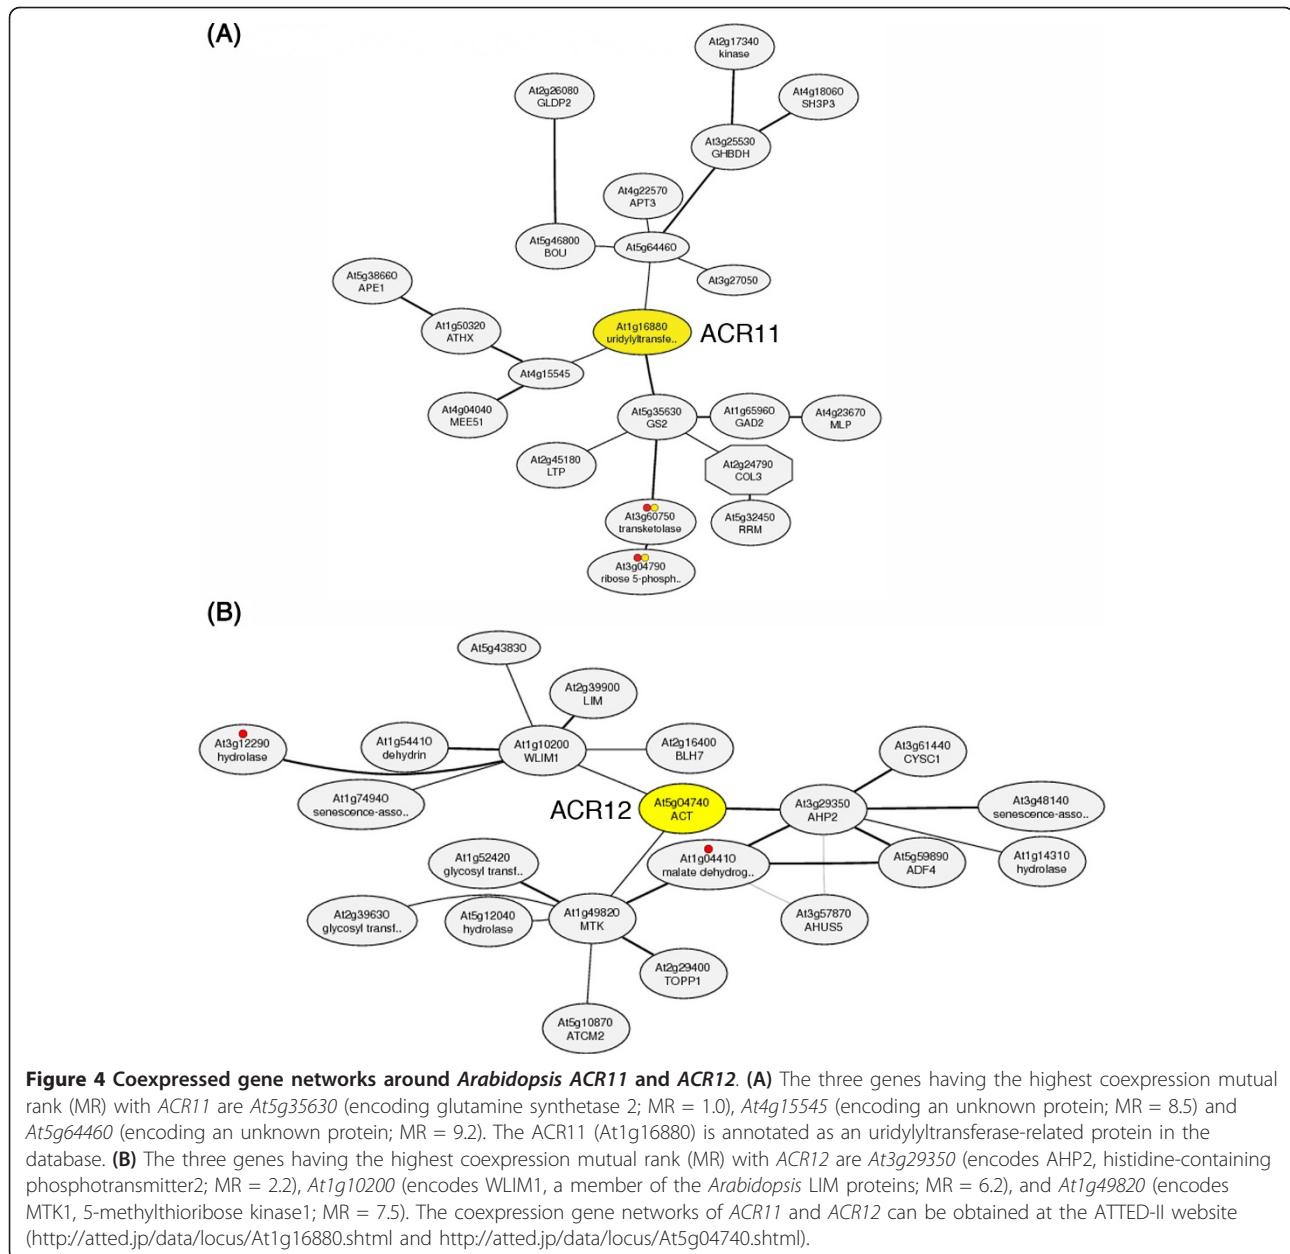 (A)
At2g17340
kinase
At2g26080
GLDP2
At4g18060
SH3P3
At3g25530
GHBDH
At4g22570
APT3
At5g46800
BOU
At5g64460
At3g27050
At5g38660
APE1
At1g50320
ATHX
At1g16880
uridylyltransfe..
ACR11
At4g15545
At4g04040
MEE51
At5g35630
GS2
At1g65960
GAD2
At4g23670
MLP
At2g45180
LTP
At2g24790
COL3
At3g60750
transketolase
At5g32450
RRM
At3g04790
ribose 5-phosph..
(B)
At5g43830
At2g39900
LIM
At3g12290
hydrolase
At1g54410
dehydrin
At1g10200
WLIM1
At2g16400
BLH7
At3g61440
CYSC1
At1g74940
senescence-asso..
ACR12
At5g04740
ACT
At3g29350
AHP2
At3g48140
senescence-asso..
At1g52420
glycosyl transf..
At1g04410
malate dehydrog..
At5g59890
ADF4
At1g14310
hydrolase
At2g39630
glycosyl transf..
At5g12040
hydrolase
At1g49820
MTK
At3g57870
AHUS5
At2g29400
TOPP1
At5g10870
ATCM2
Figure 4 Coexpressed gene networks around Arabidopsis ACR11 and ACR12. (A) The three genes having the highest coexpression mutual
rank (MR) with ACR11 are At5g35630 (encoding glutamine synthetase 2; MR = 1.0), At4g15545 (encoding an unknown protein; MR = 8.5) and
At5g64460 (encoding an unknown protein; MR = 9.2). The ACR11 (At1g16880) is annotated as an uridylyltransferase-related protein in the
database. (B) The three genes having the highest coexpression mutual rank (MR) with ACR12 are At3g29350 (encodes AHP2, histidine-containing
phosphotransmitter2; MR = 2.2), At1g10200 (encodes WLIM1, a member of the Arabidopsis LIM proteins; MR = 6.2), and At1g49820 (encodes
MTK1, 5-methylthioribose kinase1; MR = 7.5). The coexpression gene networks of ACR11 and ACR12 can be obtained at the ATTED-II website
(http://atted.jp/data/locus/At1g16880.shtml and http://atted.jp/data/locus/At5g04740.shtml).